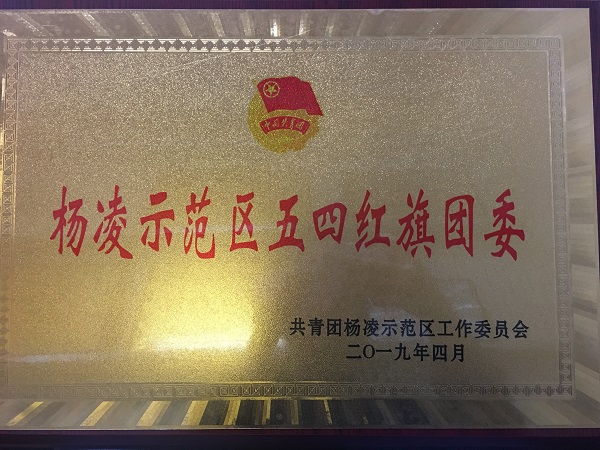 中国共青团
杨凌示范区五四红旗团委
共青团杨凌示范区工作委员会
二〇一九年四月